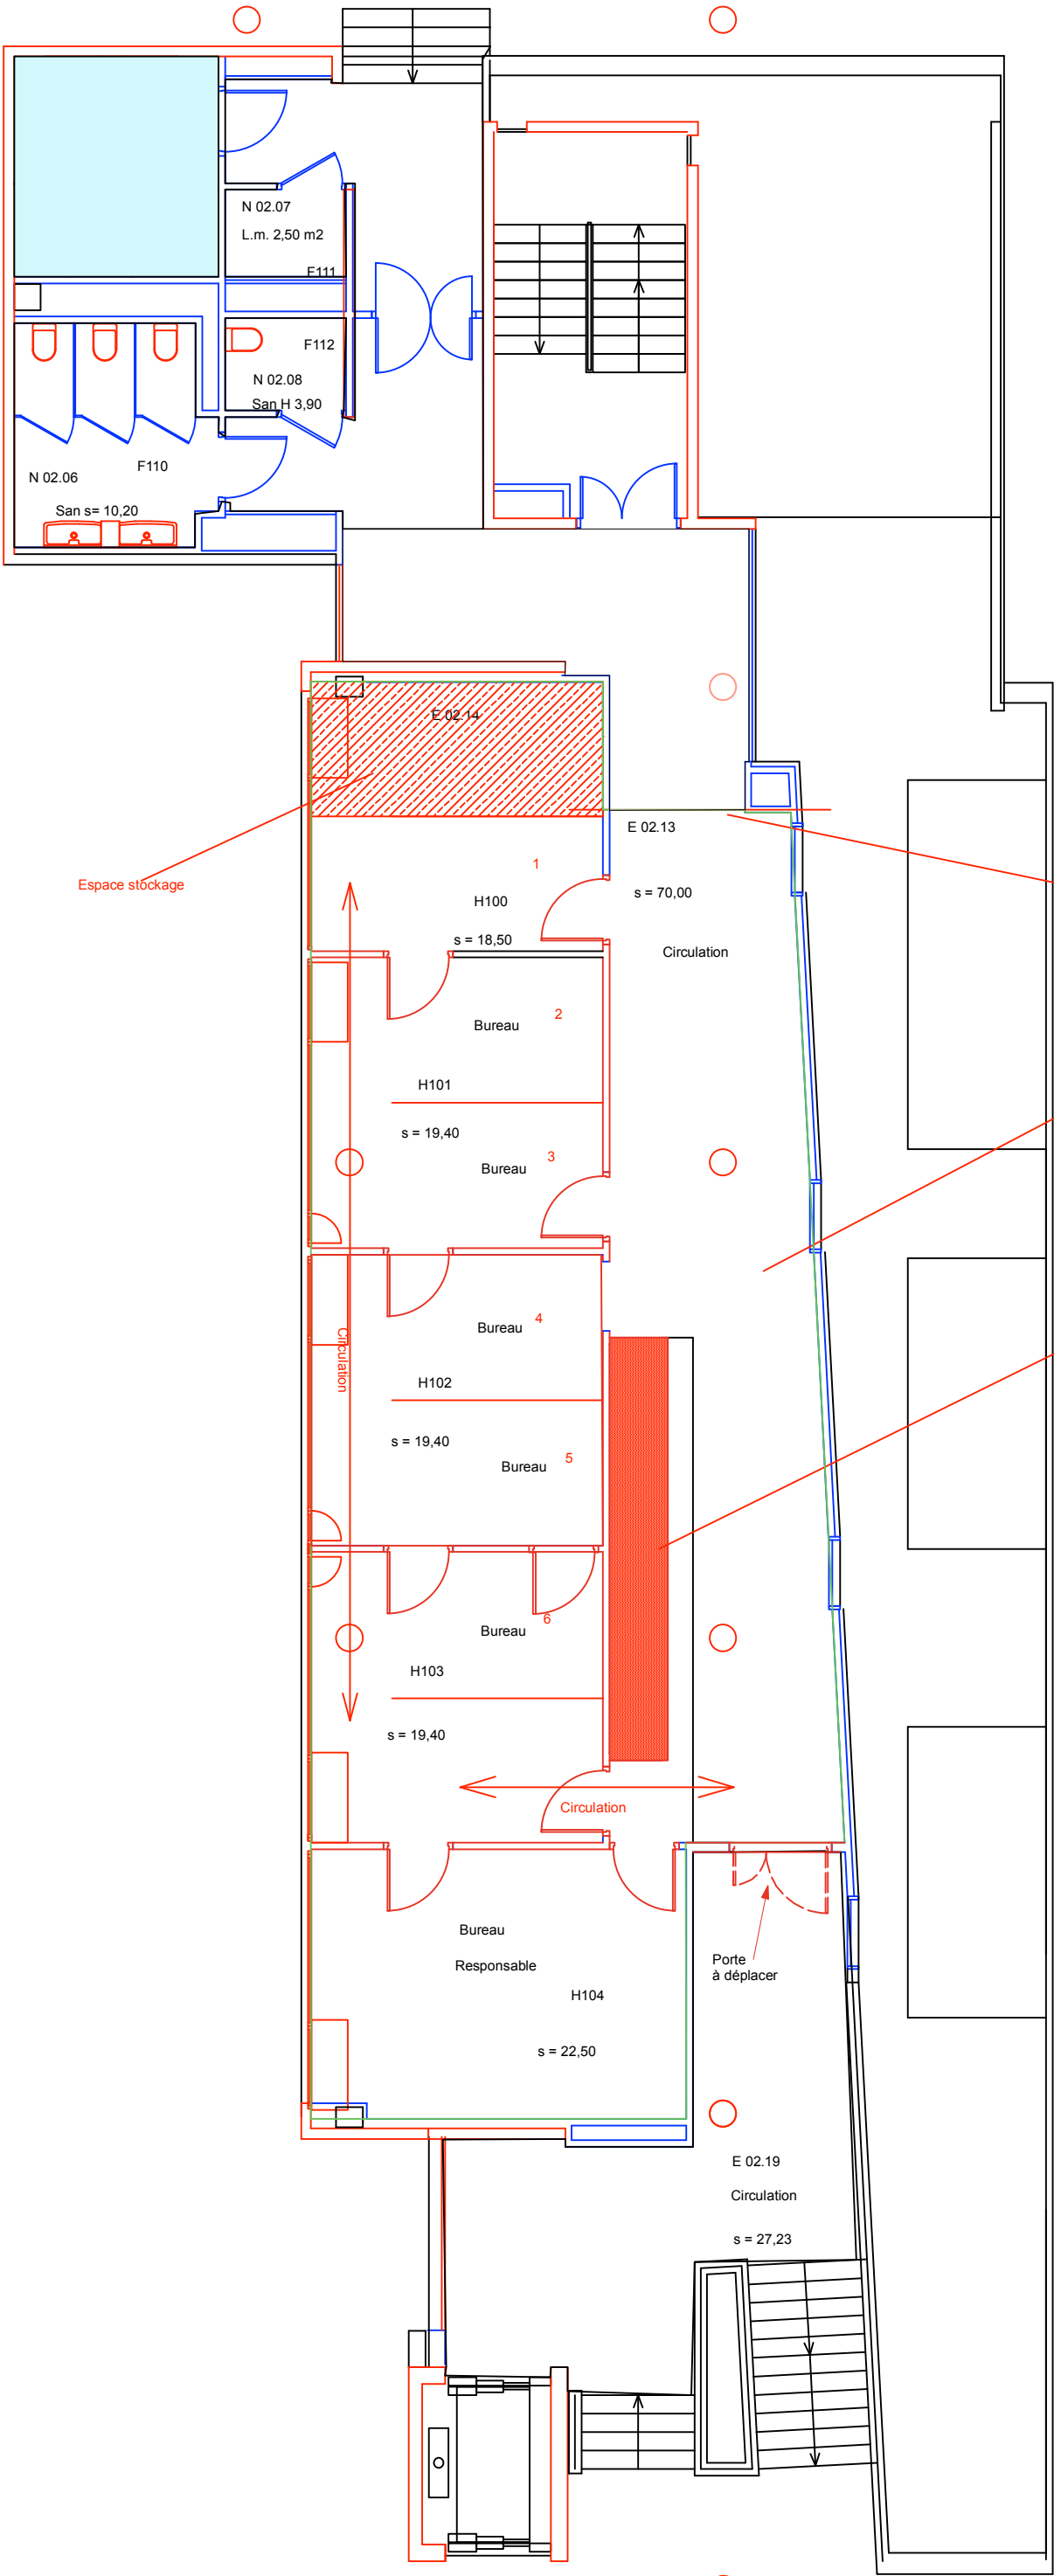 N 02.07
L.m. 2,50 m2
F111
F112
N 02.08
San H 3,90
F110
N 02.06
San s= 10,20
E 02.14
E 02.13
Espace stockage
1
s = 70,00
H100
s = 18,50
Circulation
2
Bureau
H101
s = 19,40
3
Bureau
4
Bureau
Circulation
H102
s = 19,40
5
Bureau
6
Bureau
H103
s = 19,40
Circulation
Bureau
Responsable
Porte
à déplacer
H104
s = 22,50
E 02.19
Circulation
s = 27,23